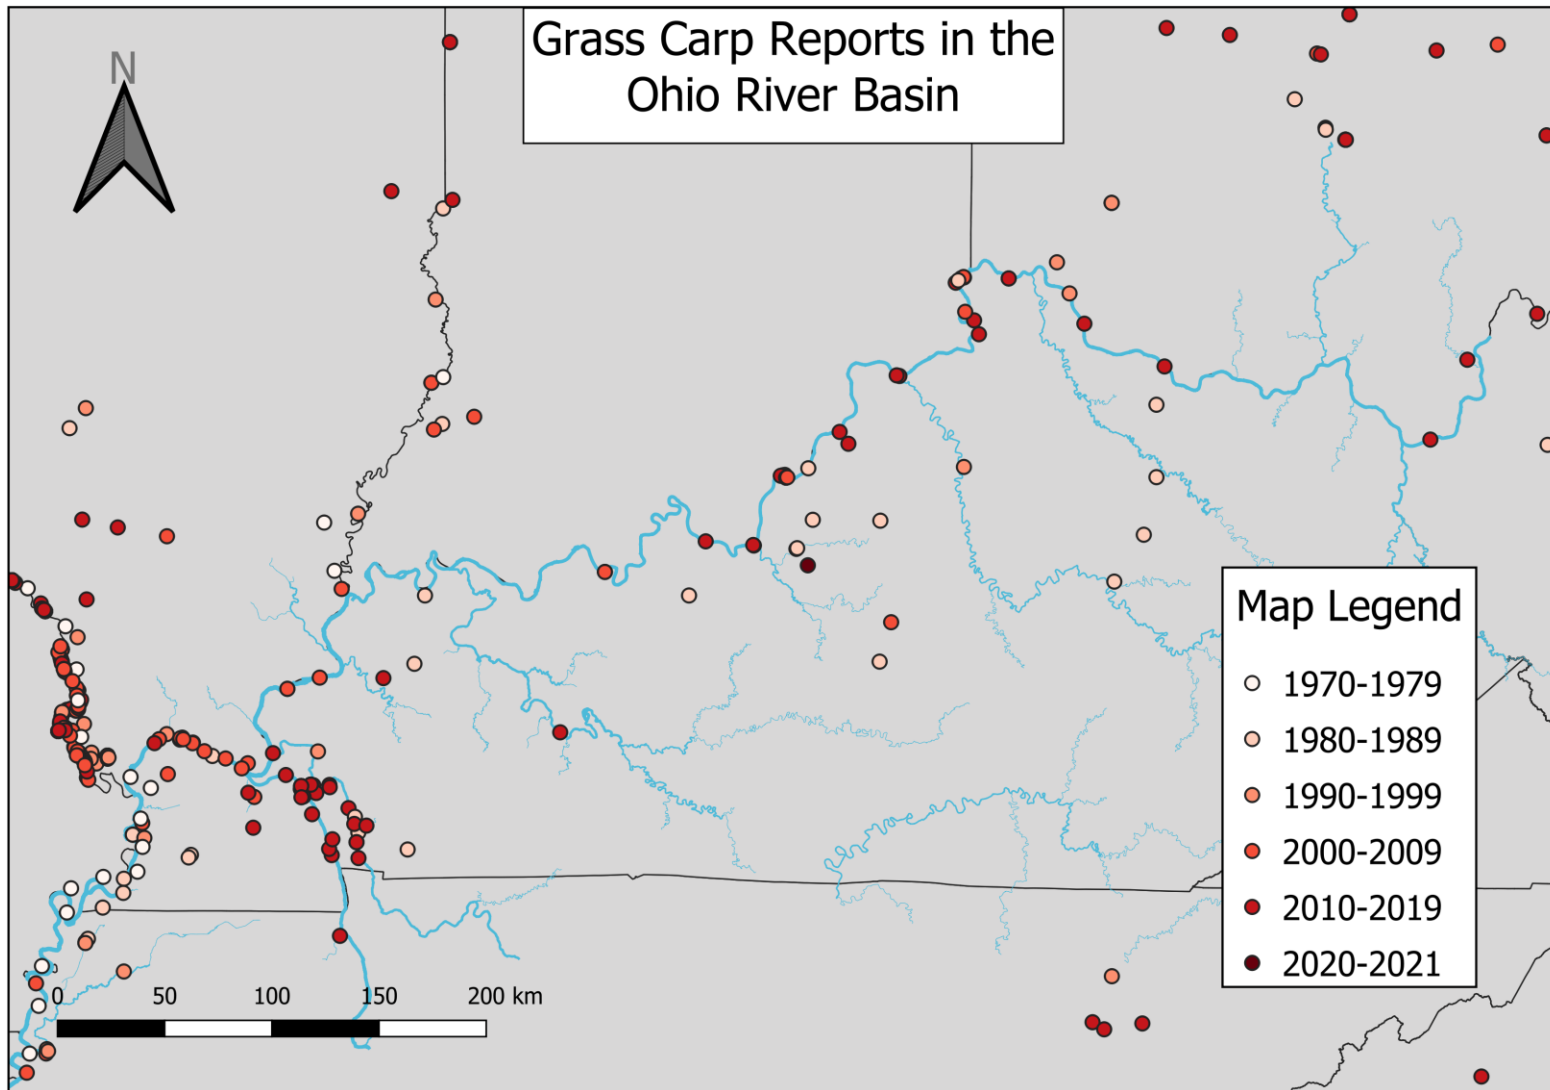 Grass Carp Reports in the
Ohio River Basin
N
Map Legend
1970-1979
1980-1989
1990-1999
2000-2009
2010-2019
2020-2021
0 50 100 150 200 km